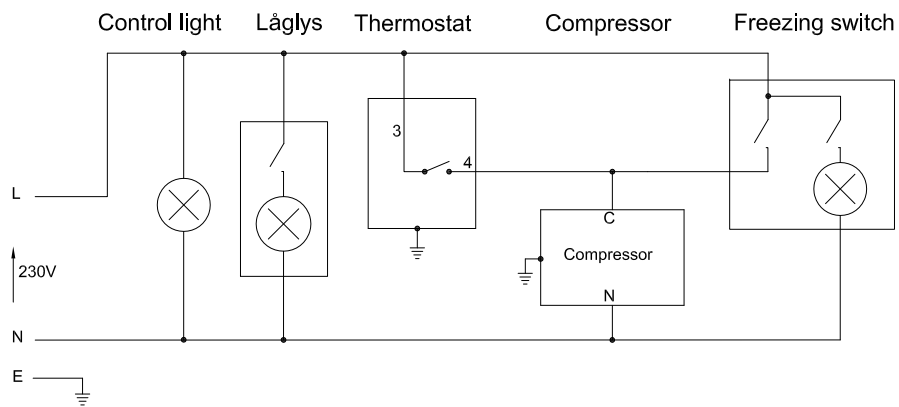 Control light Låglys Thermostat Compressor Freezing switch
3
4
L
C
Compressor
230V
N
N
E